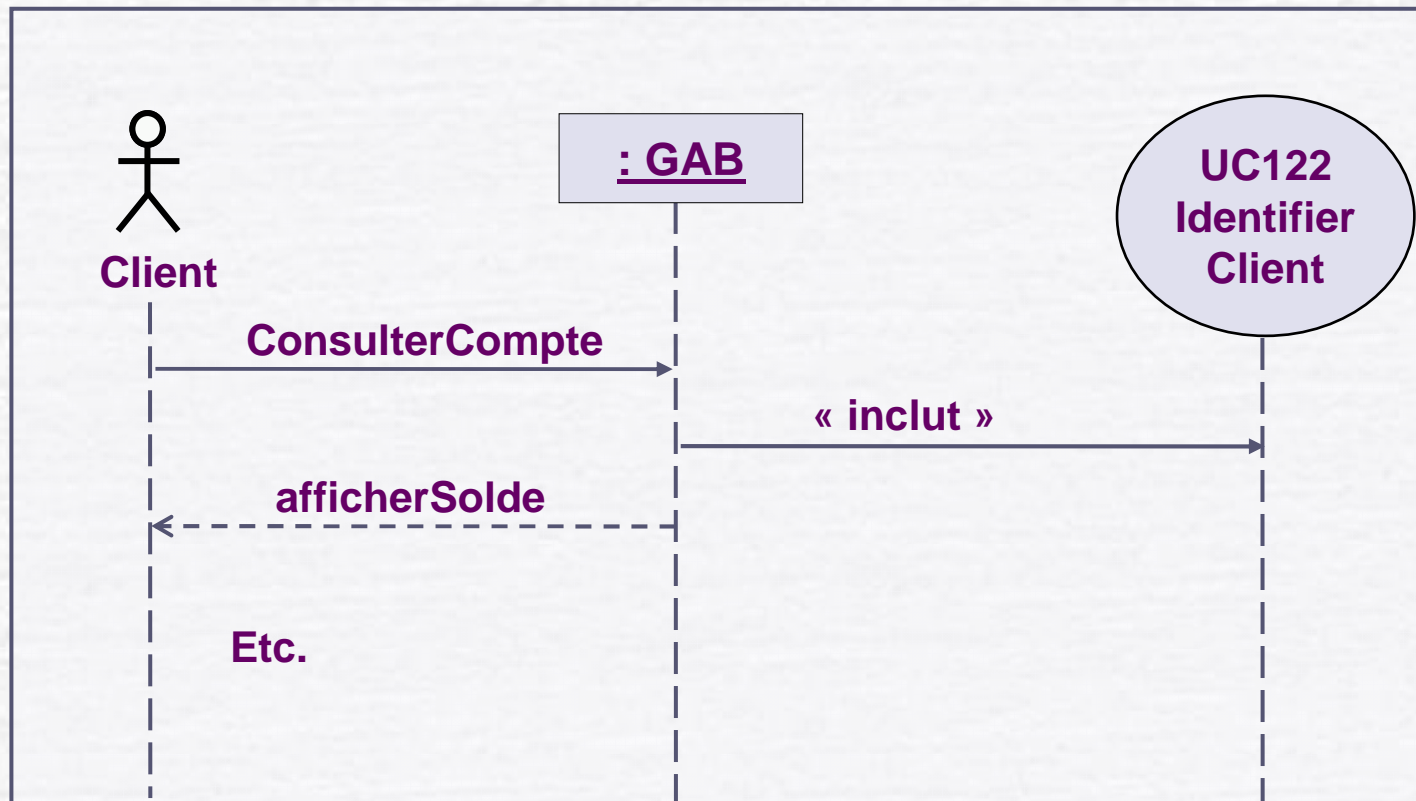 : GAB
UC122
Identifier
Client
Client
ConsulterCompte
« inclut »
afficherSolde
Etc.